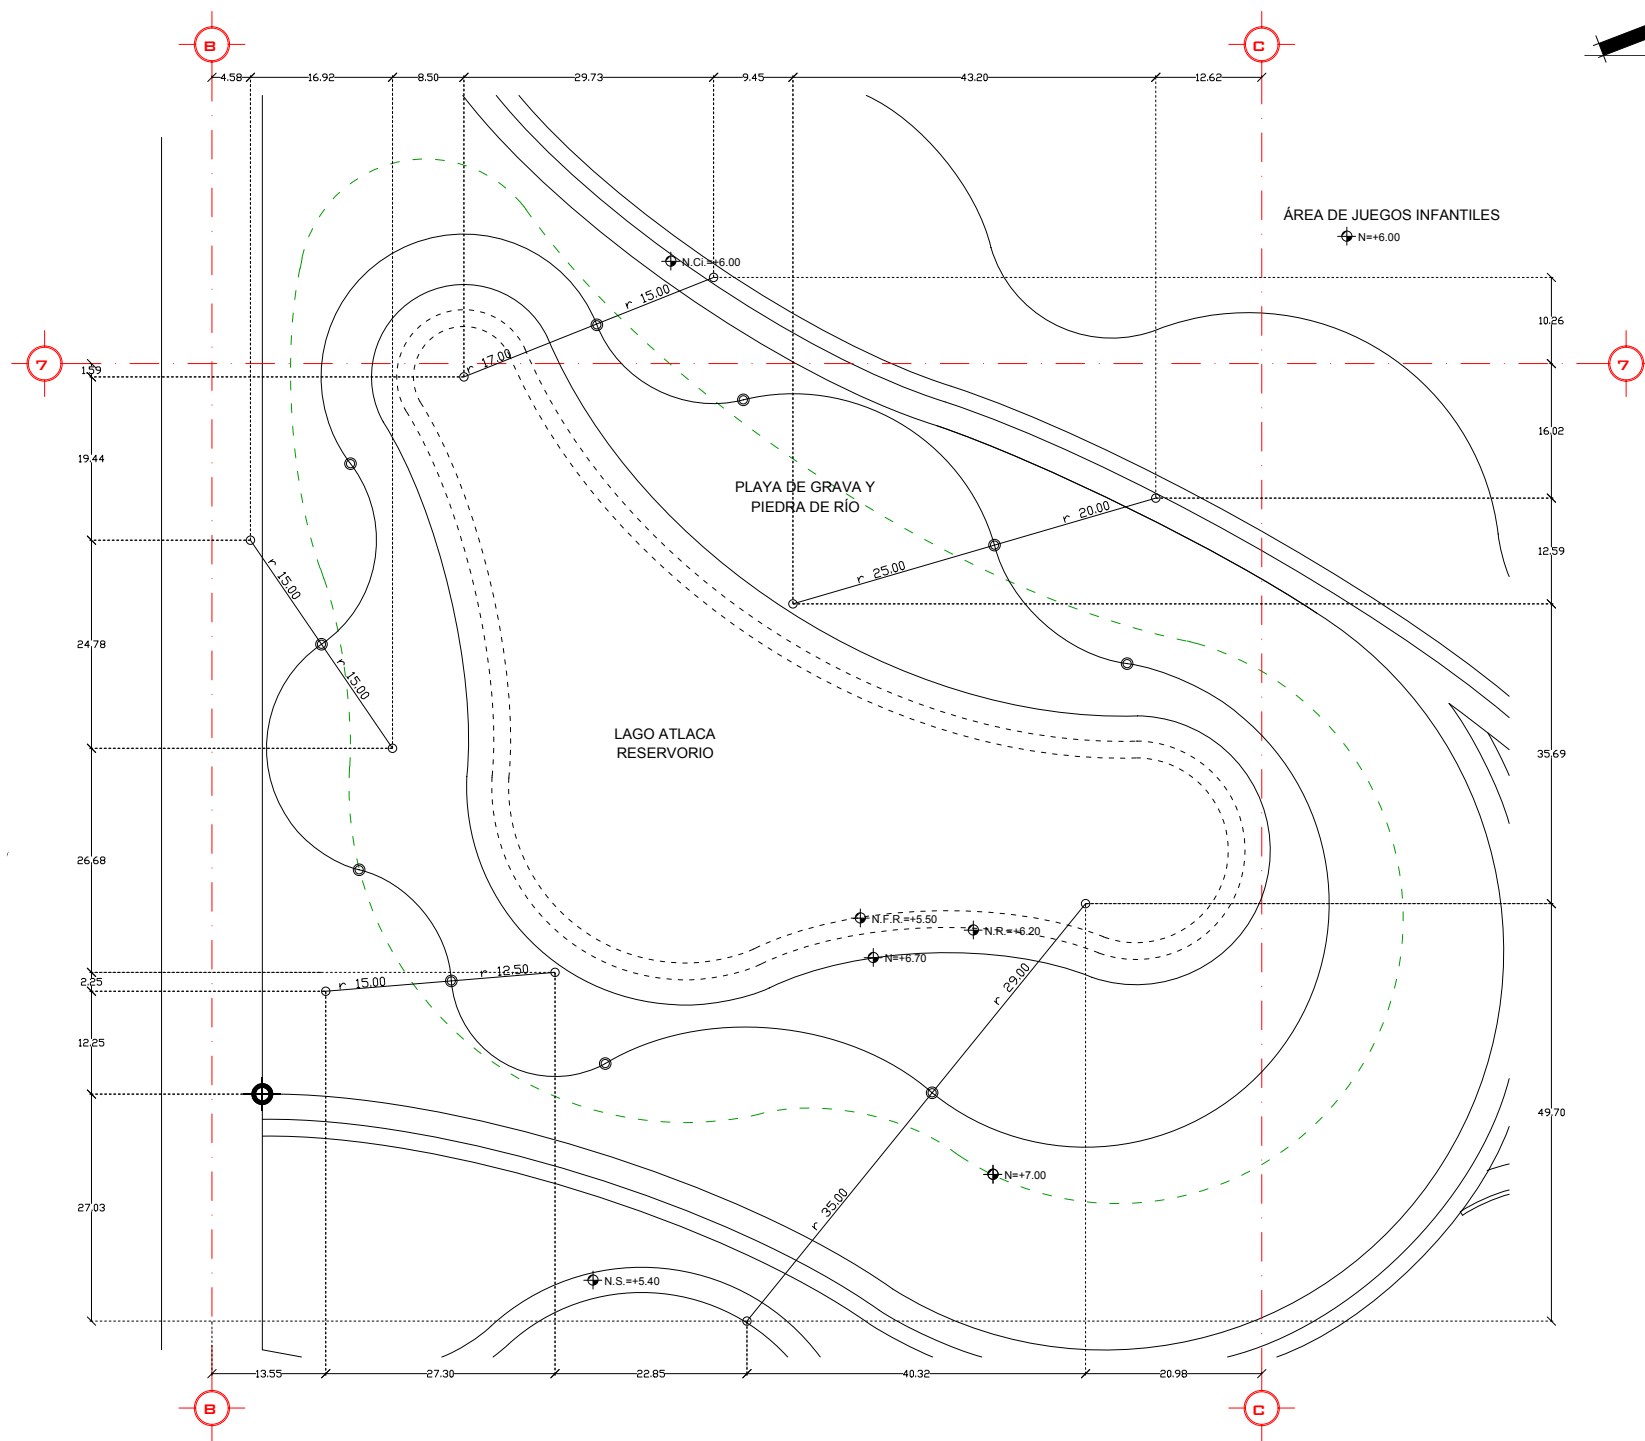 B
C
4.58
16.92
8.50
29.73
9.45
43.20
12.62
ÁREA DE JUEGOS INFANTILES
N=+6.00
N.Ci.=+6.00
r 15.00
10.26
7
7
1.59
r 17.00
16.02
19.44
PLAYA DE GRAVA Y
PIEDRA DE RÍO
r 20.00
12.59
r 25.00
r 15.00
24.78
r 15.00
LAGO ATLACA
RESERVORIO
35.69
26.68
N.F.R.=+5.50
N.R.=+6.20
N=+6.70
r 12.50
r 15.00
r 29.00
2.25
12.25
49.70
N=+7.00
27.03
r 35.00
N.S.=+5.40
13.55
27.30
22.85
40.32
20.98
B
C